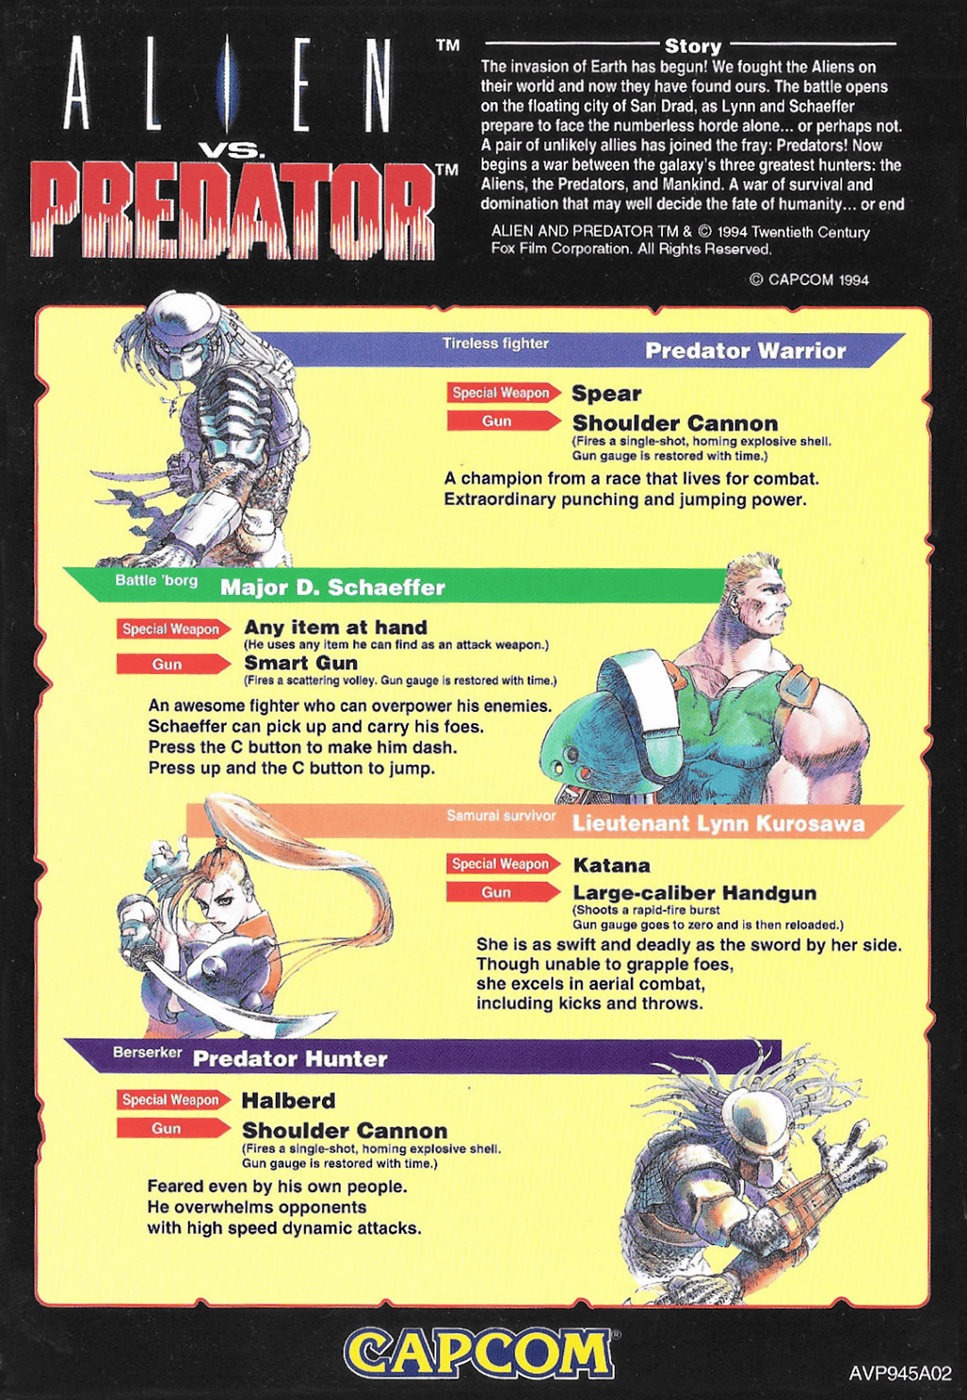 ALIEN™
VS.
PREDATOR™
Story
The invasion of Earth has begun! We fought the Aliens on
their world and now they have found ours. The battle opens
on the floating city of San Drad, as Lynn and Schaeffer
prepare to face the numberless horde alone... or perhaps not.
A pair of unlikely allies has joined the fray: Predators! Now
begins a war between the galaxy's three greatest hunters: the
Aliens, the Predators, and Mankind. A war of survival and
domination that may well decide the fate of humanity... or end
ALIEN AND PREDATOR TM & © 1994 Twentieth Century
Fox Film Corporation. All Rights Reserved.
© CAPCOM 1994
Tireless fighter Predator Warrior
Special Weapon Spear
Gun Shoulder Cannon
(Fires a single-shot, homing explosive shell.
Gun gauge is restored with time.)
A champion from a race that lives for combat.
Extraordinary punching and jumping power.
Battle 'borg Major D. Schaeffer
Special Weapon Any item at hand
(He uses any item he can find as an attack weapon.)
Gun Smart Gun
(Fires a scattering volley. Gun gauge is restored with time.)
An awesome fighter who can overpower his enemies.
Schaeffer can pick up and carry his foes.
Press the C button to make him dash.
Press up and the C button to jump.
Samurai survivor Lieutenant Lynn Kurosawa
Special Weapon Katana
Gun Large-caliber Handgun
(Shoots a rapid-fire burst
Gun gauge goes to zero and is then reloaded.)
She is as swift and deadly as the sword by her side.
Though unable to grapple foes,
she excels in aerial combat,
including kicks and throws.
Berserker Predator Hunter
Special Weapon Halberd
Gun Shoulder Cannon
(Fires a single-shot, homing explosive shell.
Gun gauge is restored with time.)
Feared even by his own people.
He overwhelms opponents
with high speed dynamic attacks.
CAPCOM®
AVP945A02